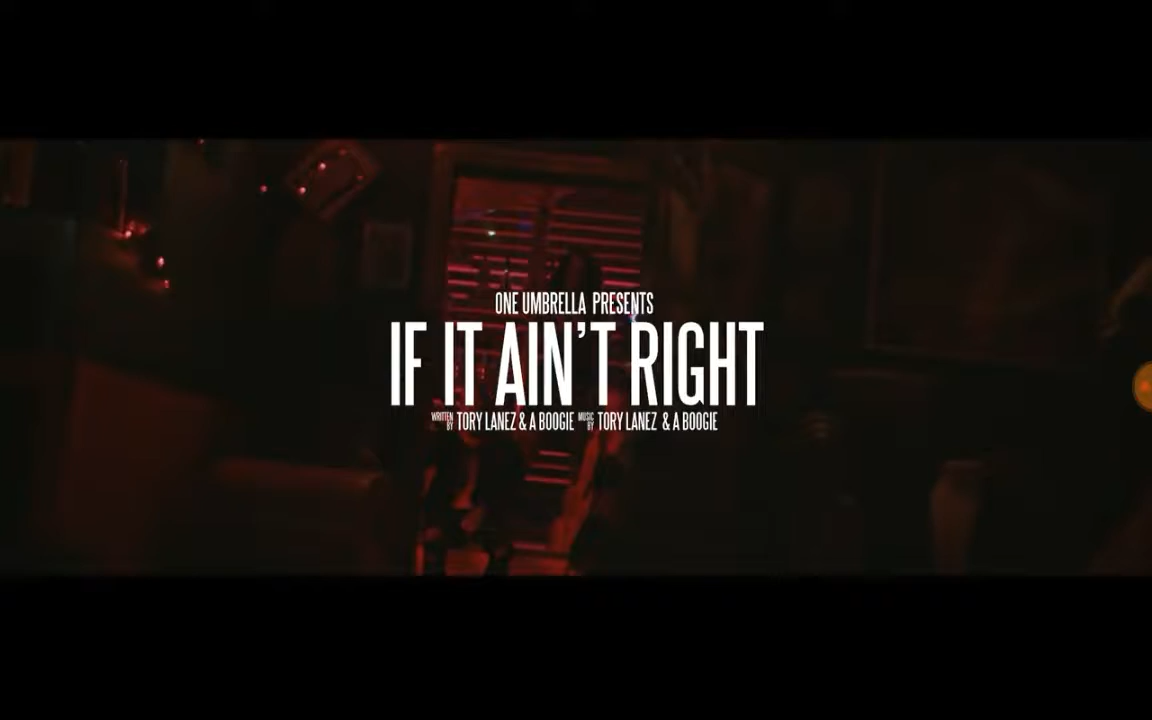 ONE UMBRELLA PRESENTS
IF IT AIN'T RIGHT
WRITTEN BY TORY LANEZ & A BOOGIE MUSIC BY TORY LANEZ & A BOOGIE